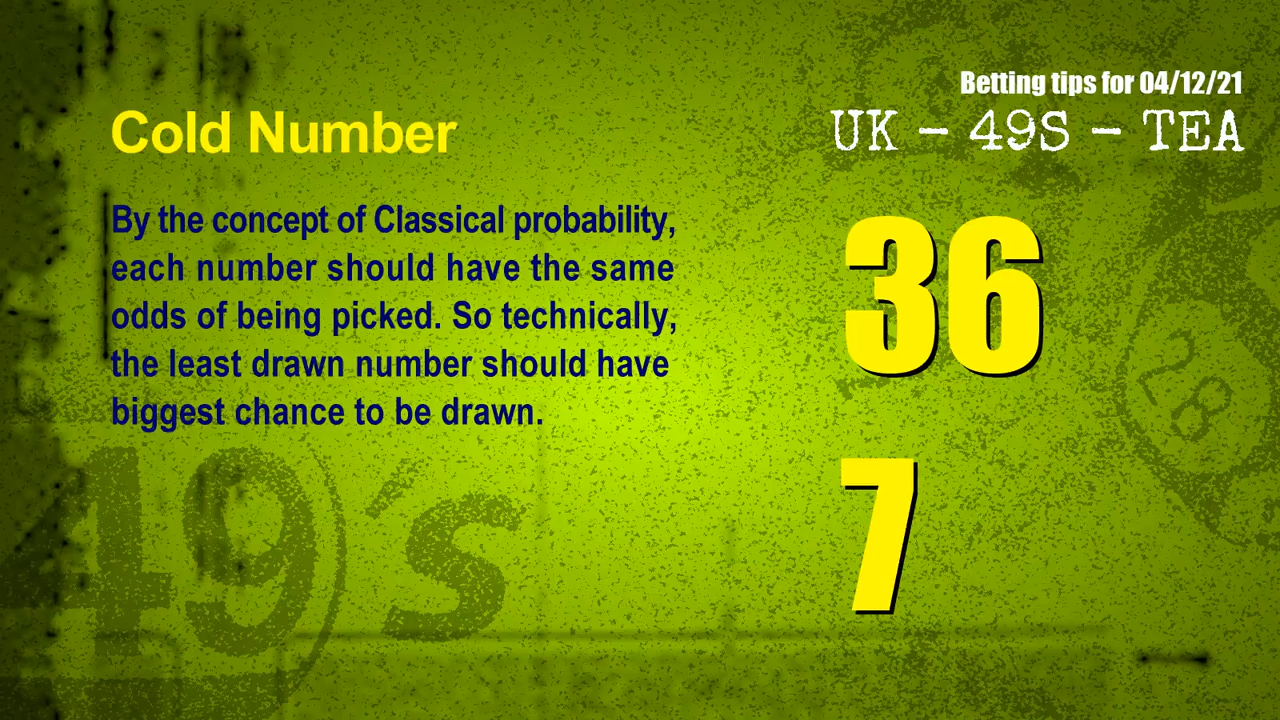 Betting tips for 04/12/21
UK - 49S - TEA
Cold Number
By the concept of Classical probability,
each number should have the same
odds of being picked. So technically,
the least drawn number should have
biggest chance to be drawn.
36
7
49's
28